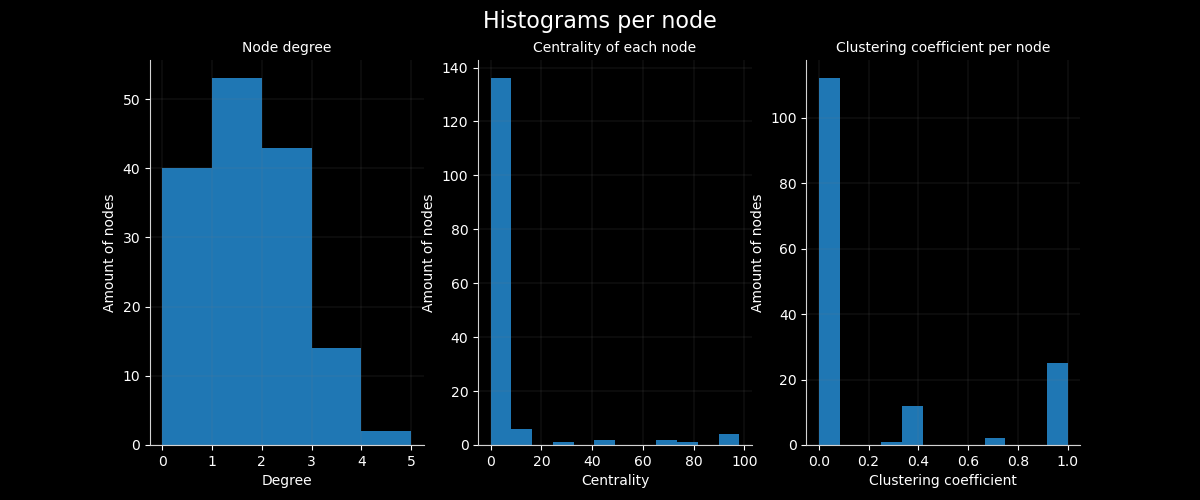 Histograms per node
Node degree
Centrality of each node
Clustering coefficient per node
Amount of nodes
50
40
30
20
10
0
0 1 2 3 4 5
Degree
Amount of nodes
140
120
100
80
60
40
20
0
0 20 40 60 80 100
Centrality
Amount of nodes
100
80
60
40
20
0
0.0 0.2 0.4 0.6 0.8 1.0
Clustering coefficient